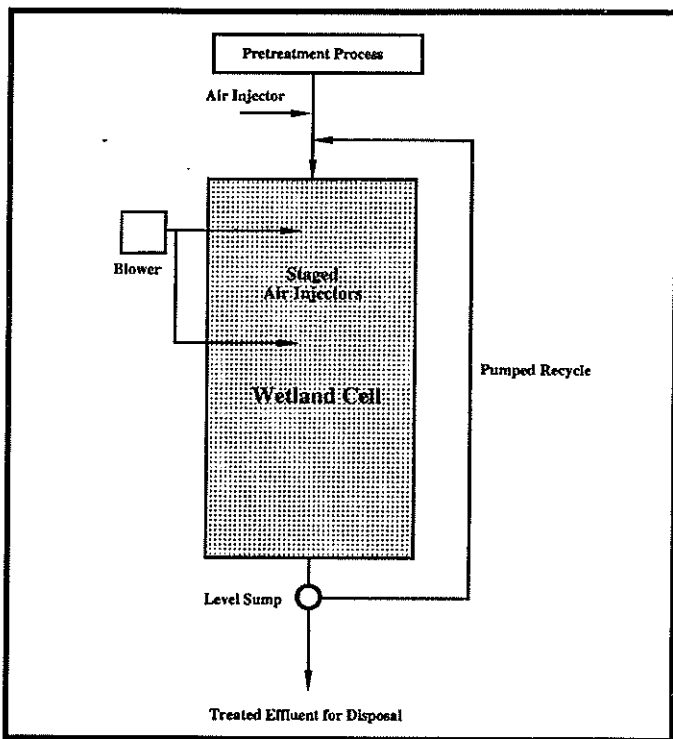 Pretreatment Process
Air Injector
Blower
Staged
Air Injectors
Pumped Recycle
Wetland Cell
Level Sump
Treated Effluent for Disposal